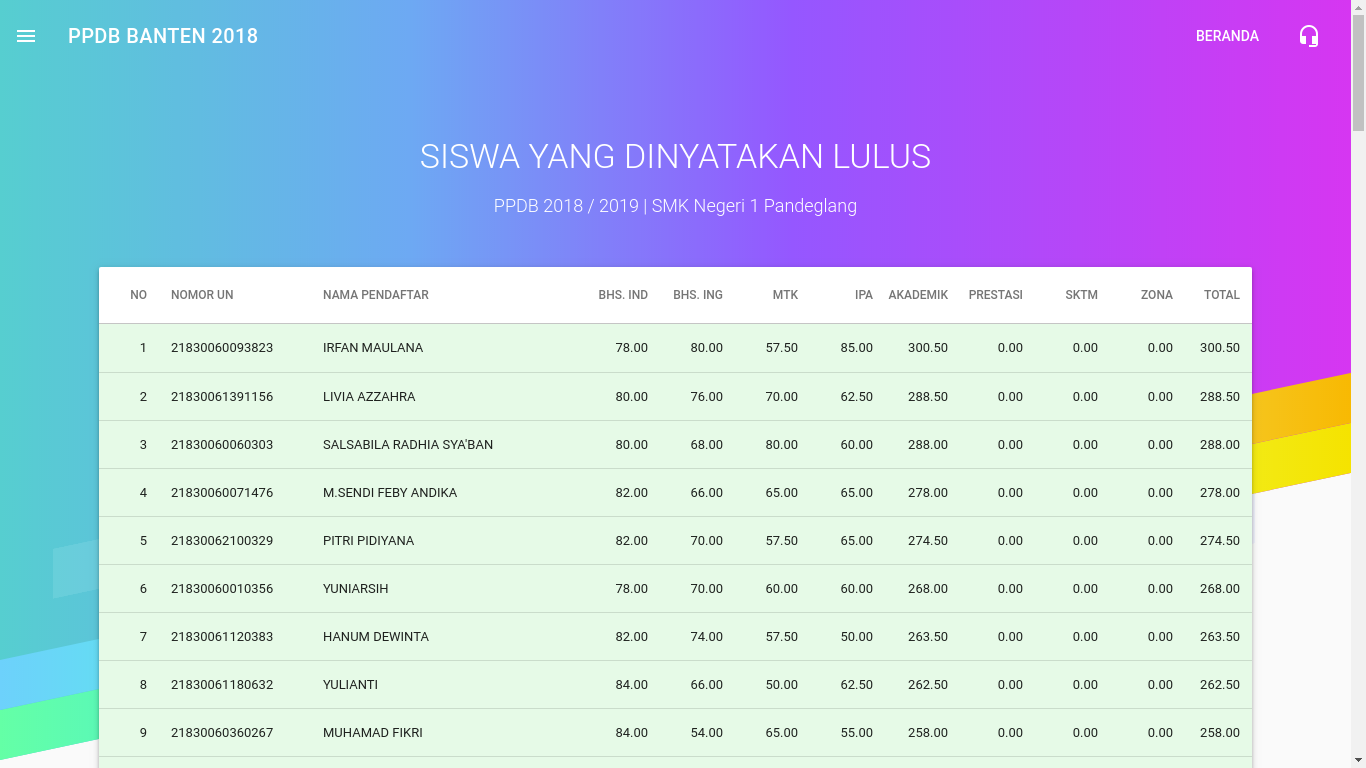 PPDB BANTEN 2018 BERANDA
SISWA YANG DINYATAKAN LULUS
PPDB 2018 / 2019 | SMK Negeri 1 Pandeglang
NO NOMOR UN NAMA PENDAFTAR BHS. IND BHS. ING MTK IPA AKADEMIK PRESTASI SKTM ZONA TOTAL
1 21830060093823 IRFAN MAULANA 78.00 80.00 57.50 85.00 300.50 0.00 0.00 0.00 300.50
2 21830061391156 LIVIA AZZAHRA 80.00 76.00 70.00 62.50 288.50 0.00 0.00 0.00 288.50
3 21830060060303 SALSABILA RADHIA SYA'BAN 80.00 68.00 80.00 60.00 288.00 0.00 0.00 0.00 288.00
4 21830060071476 M.SENDI FEBY ANDIKA 82.00 66.00 65.00 65.00 278.00 0.00 0.00 0.00 278.00
5 21830062100329 PITRI PIDIYANA 82.00 70.00 57.50 65.00 274.50 0.00 0.00 0.00 274.50
6 21830060010356 YUNIARSIH 78.00 70.00 60.00 60.00 268.00 0.00 0.00 0.00 268.00
7 21830061120383 HANUM DEWINTA 82.00 74.00 57.50 50.00 263.50 0.00 0.00 0.00 263.50
8 21830061180632 YULIANTI 84.00 66.00 50.00 62.50 262.50 0.00 0.00 0.00 262.50
9 21830060360267 MUHAMAD FIKRI 84.00 54.00 65.00 55.00 258.00 0.00 0.00 0.00 258.00